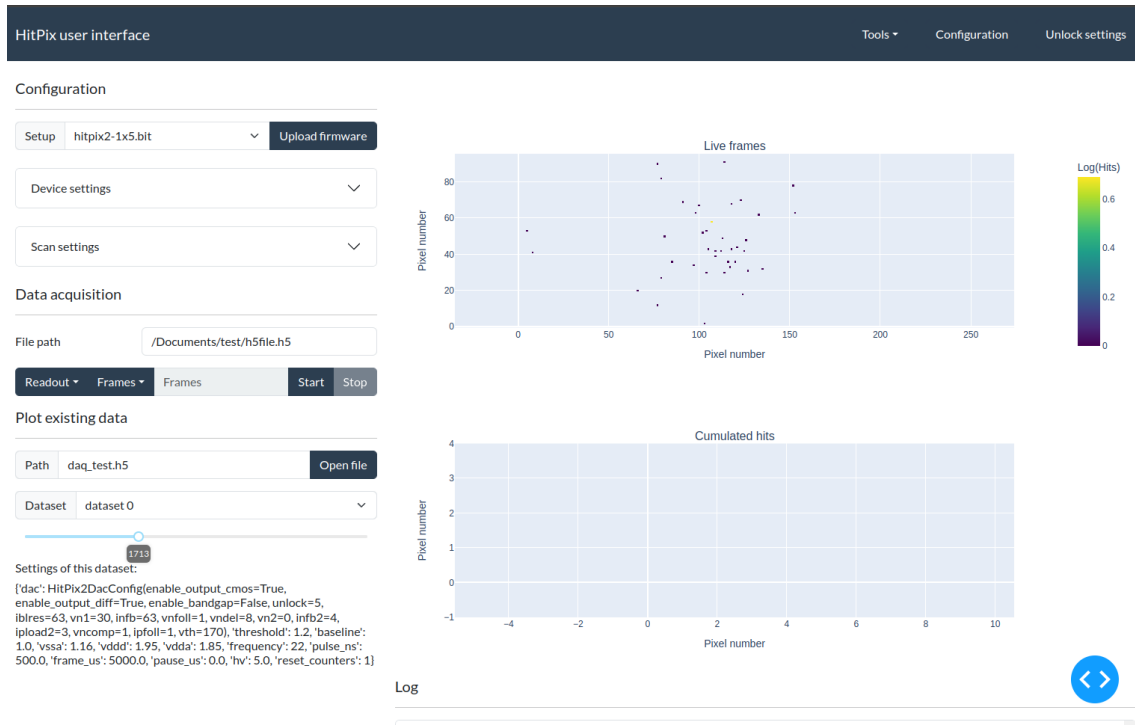 HitPix user interface
Tools
Configuration
Unlock settings
Configuration
Setup
hitpix2-1x5.bit
Upload firmware
Device settings
Scan settings
Data acquisition
File path
/Documents/test/h5file.h5
Readout
Frames
Frames
Start
Stop
Plot existing data
Path
daq_test.h5
Open file
Dataset
dataset 0
1713
Settings of this dataset:
{'dac': HitPix2DacConfig(enable_output_cmos=True,
enable_output_diff=True, enable_bandgap=False, unlock=5,
iblres=63, vn1=30, infb=63, vnfoll=1, vndel=8, vn2=0, infb2=4,
ipload2=3, vncomp=1, ipfoll=1, vth=170), 'threshold': 1.2, 'baseline':
1.0, 'vssa': 1.16, 'vddd': 1.95, 'vdda': 1.85, 'frequency': 22, 'pulse_ns':
500.0, 'frame_us': 5000.0, 'pause_us': 0.0, 'hv': 5.0, 'reset_counters': 1}
Live frames
Pixel number
80
60
40
20
0
0
50
100
150
200
250
Pixel number
Log(Hits)
0.6
0.4
0.2
0
Cumulated hits
Pixel number
4
3
2
1
0
−1
−4
−2
0
2
4
6
8
10
Pixel number
Log